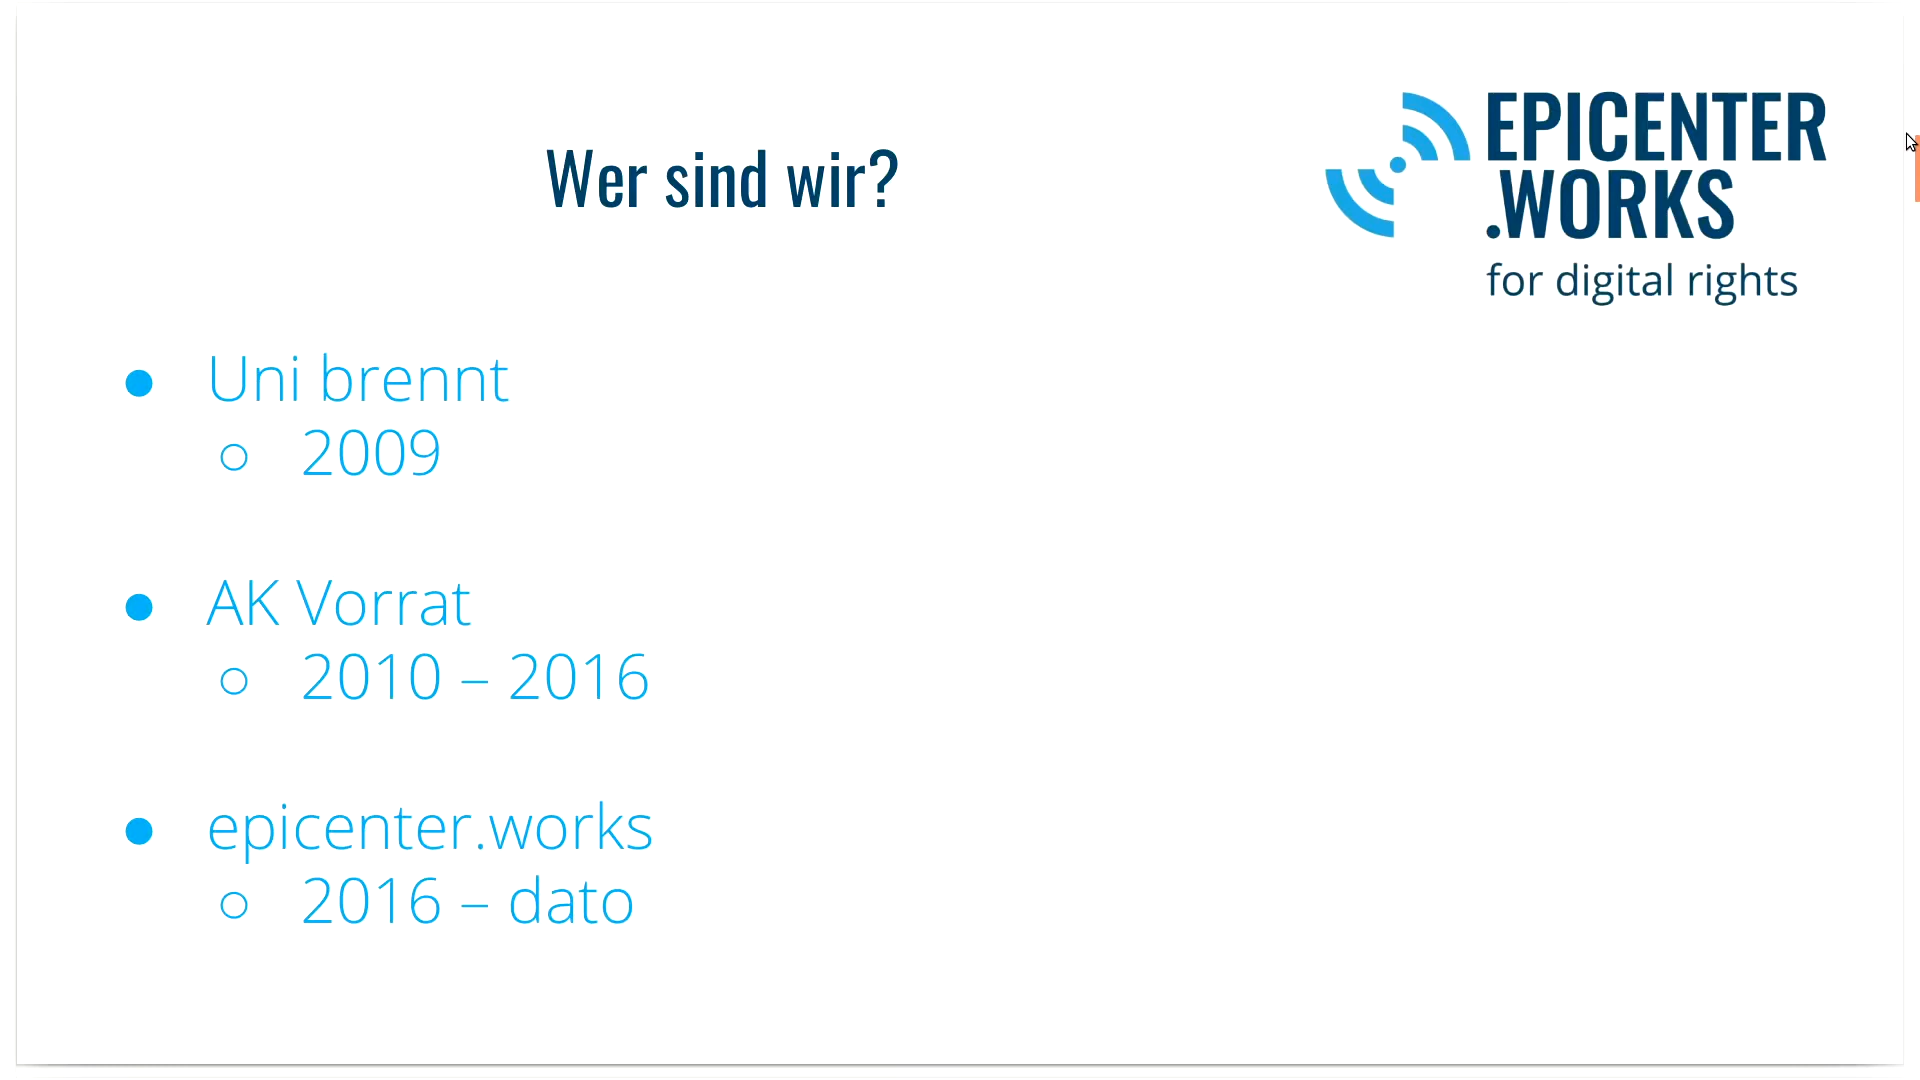 Wer sind wir?
EPICENTER
.WORKS
for digital rights
● Uni brennt
○ 2009
● AK Vorrat
○ 2010 – 2016
● epicenter.works
○ 2016 – dato